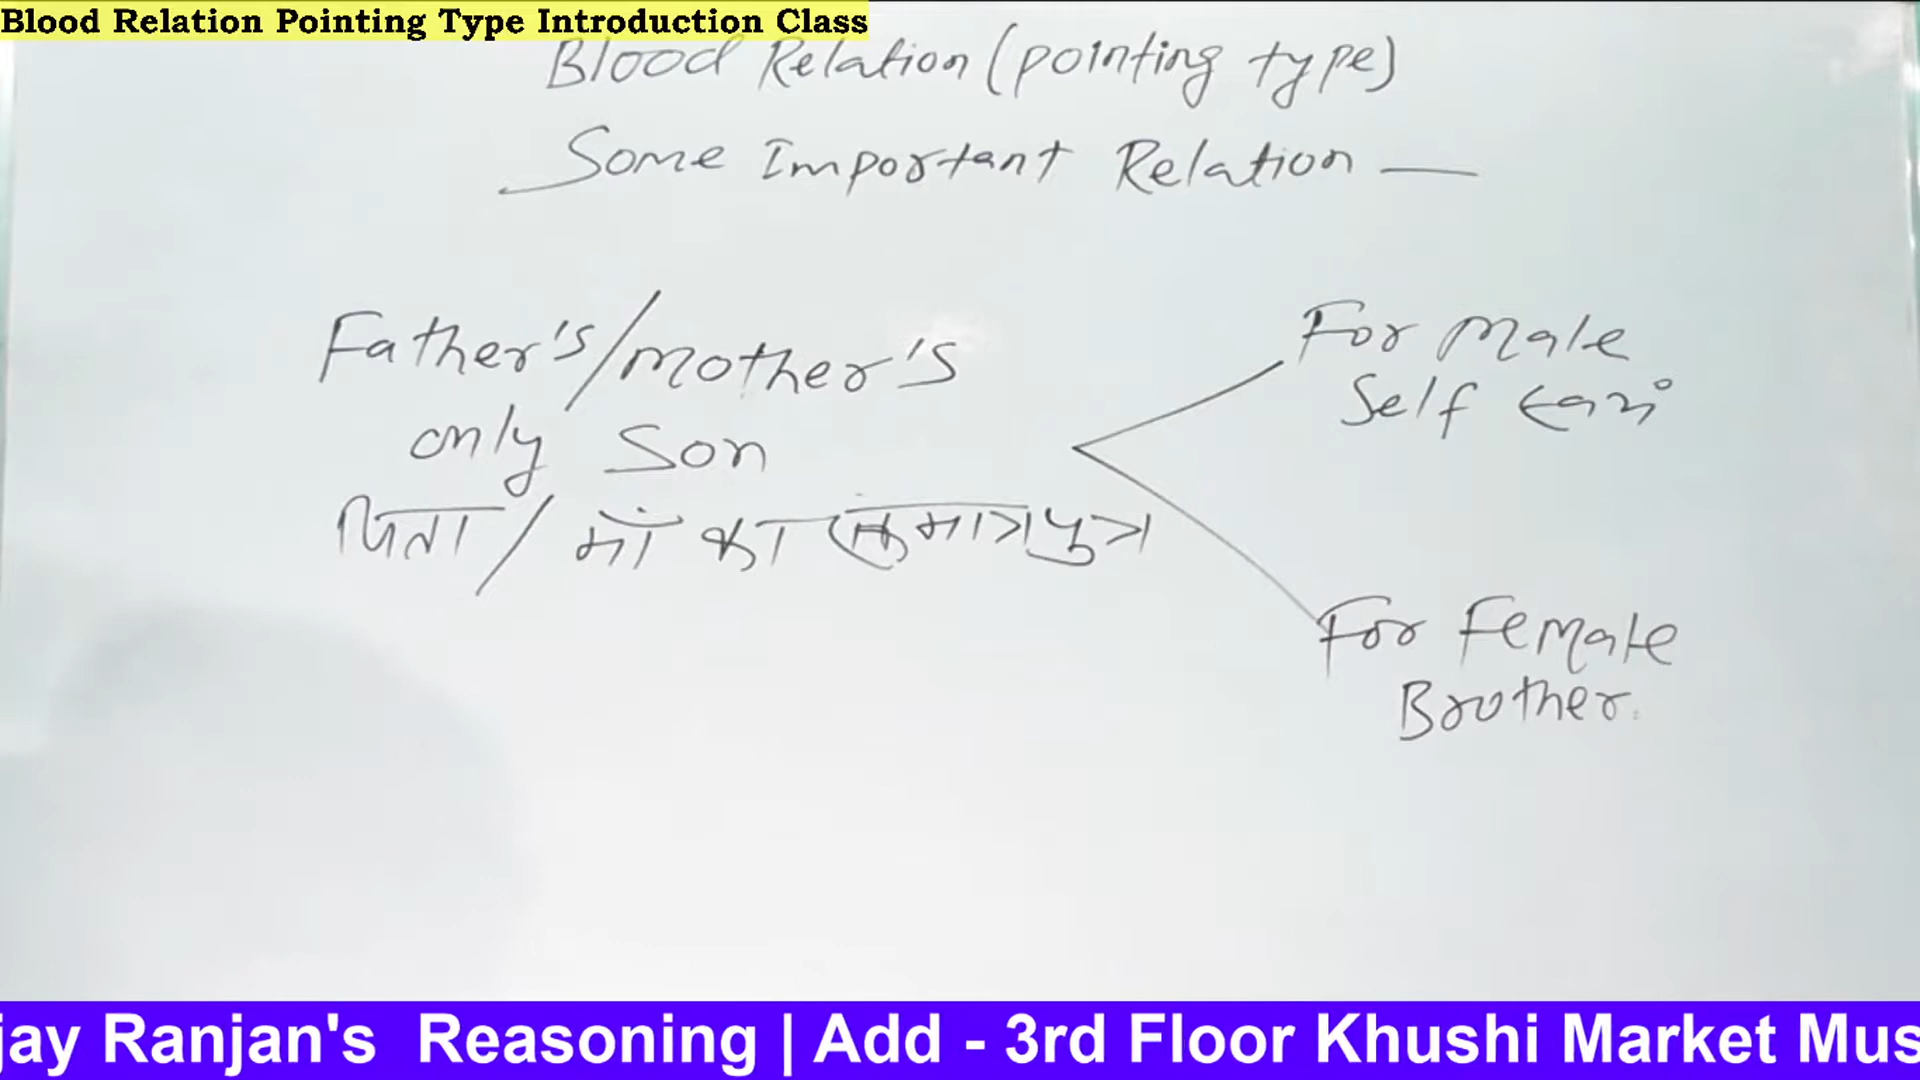 Blood Relation Pointing Type Introduction Class
Blood Relation (pointing type)
Some Important Relation —
Father's/mother's
only Son
पिता / माँ का एकमात्र पुत्र
For male
Self स्वयं
For Female
Brother.
jay Ranjan's Reasoning | Add - 3rd Floor Khushi Market Mus